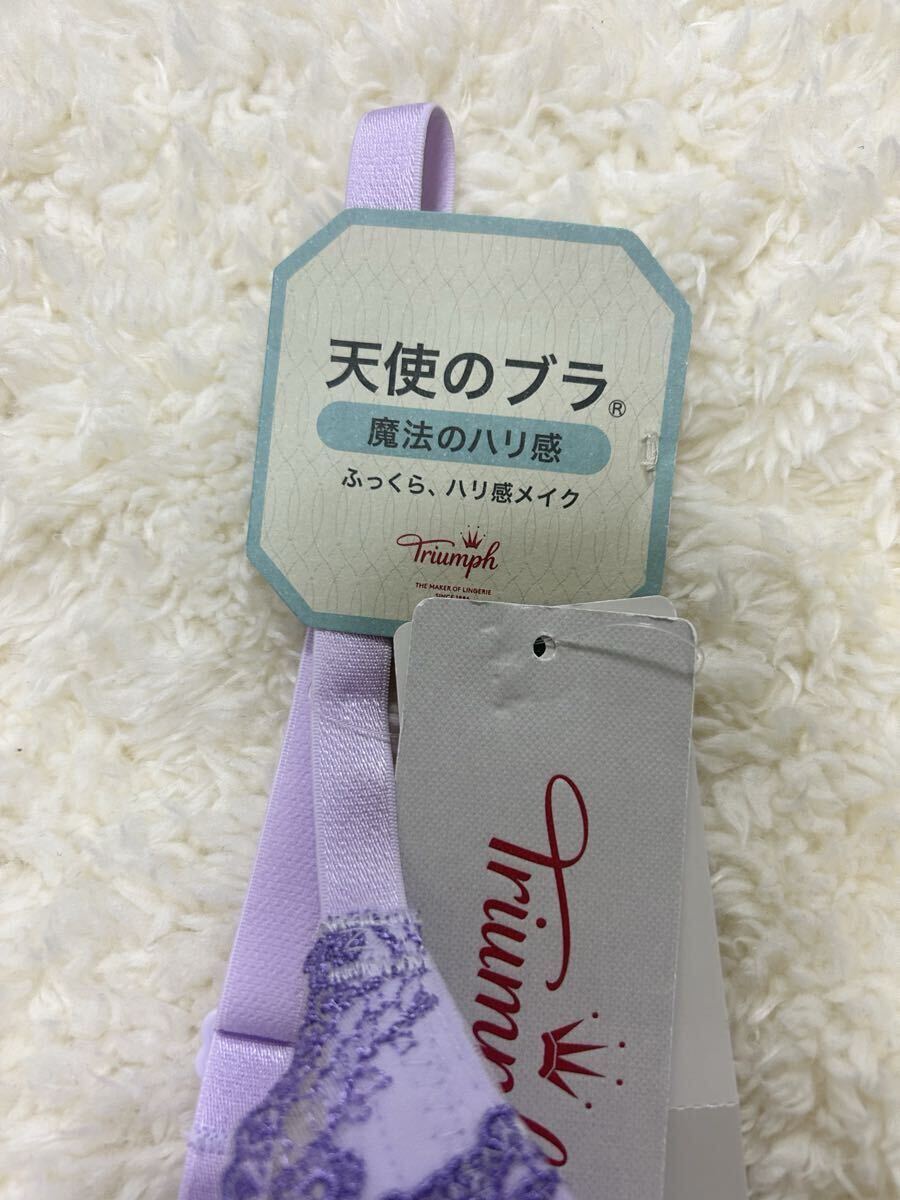 天使のブラ®
魔法のハリ感
ふっくら、ハリ感メイク
Triumph
THE MAKER OF LINGERIE
SINCE 1886
Triumph